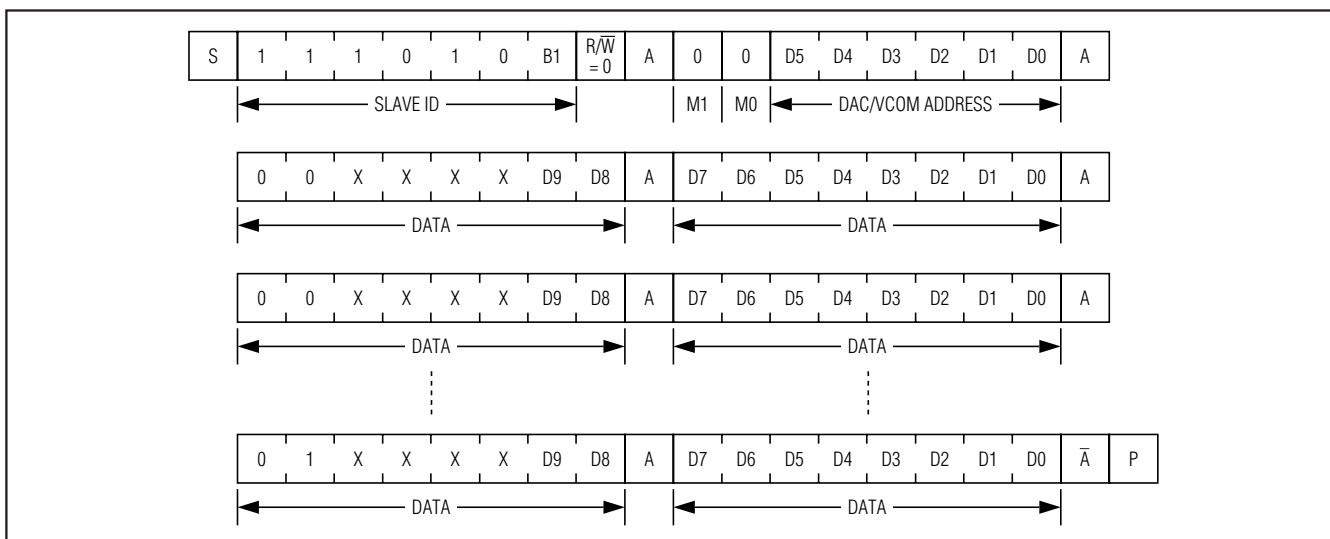 S 1 1 1 0 1 0 B1 R/W̅ = 0 A 0 0 D5 D4 D3 D2 D1 D0 A
SLAVE ID M1 M0 DAC/VCOM ADDRESS
0 0 X X X X D9 D8 A D7 D6 D5 D4 D3 D2 D1 D0 A
DATA DATA
0 0 X X X X D9 D8 A D7 D6 D5 D4 D3 D2 D1 D0 A
DATA DATA
0 1 X X X X D9 D8 A D7 D6 D5 D4 D3 D2 D1 D0 A̅ P
DATA DATA